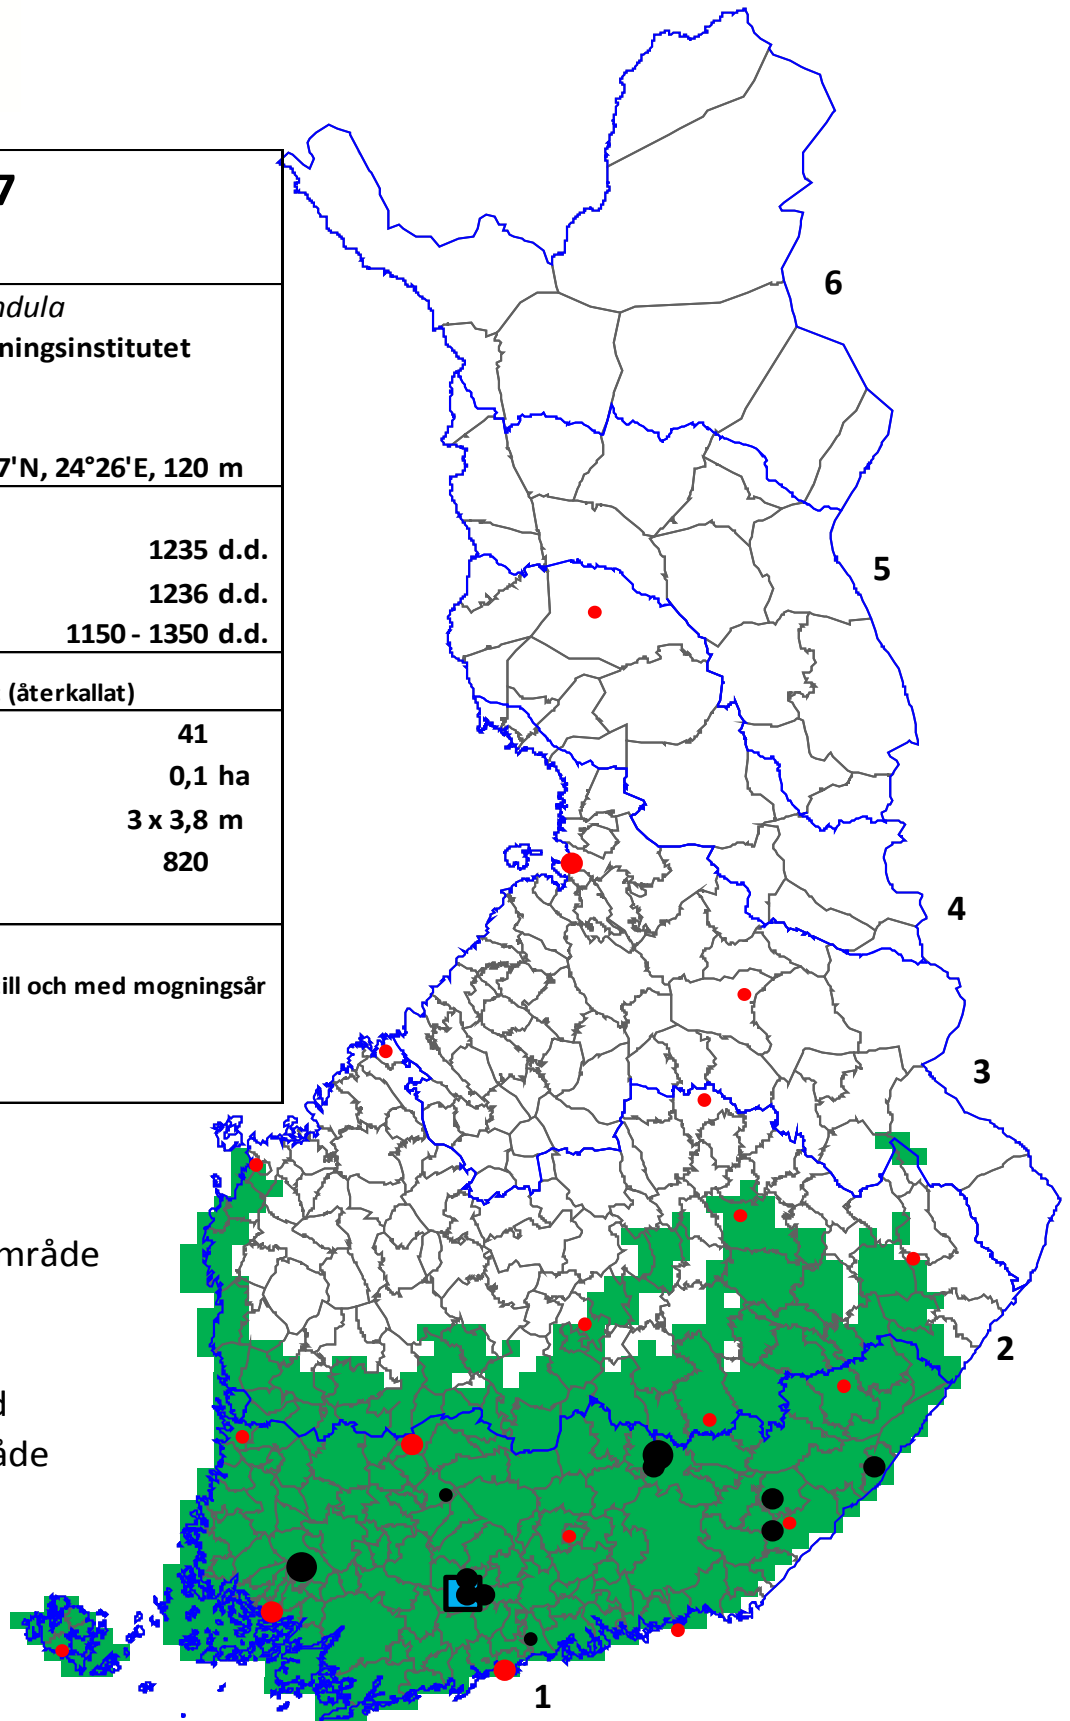 7
ndula
ningsinstitutet
7'N, 24°26'E, 120 m
1235 d.d.
1236 d.d.
1150 - 1350 d.d.
(återkallat)
41
0,1 ha
3 x 3,8 m
820
ill och med mogningsår
område
d
åde
6
5
4
3
2
1